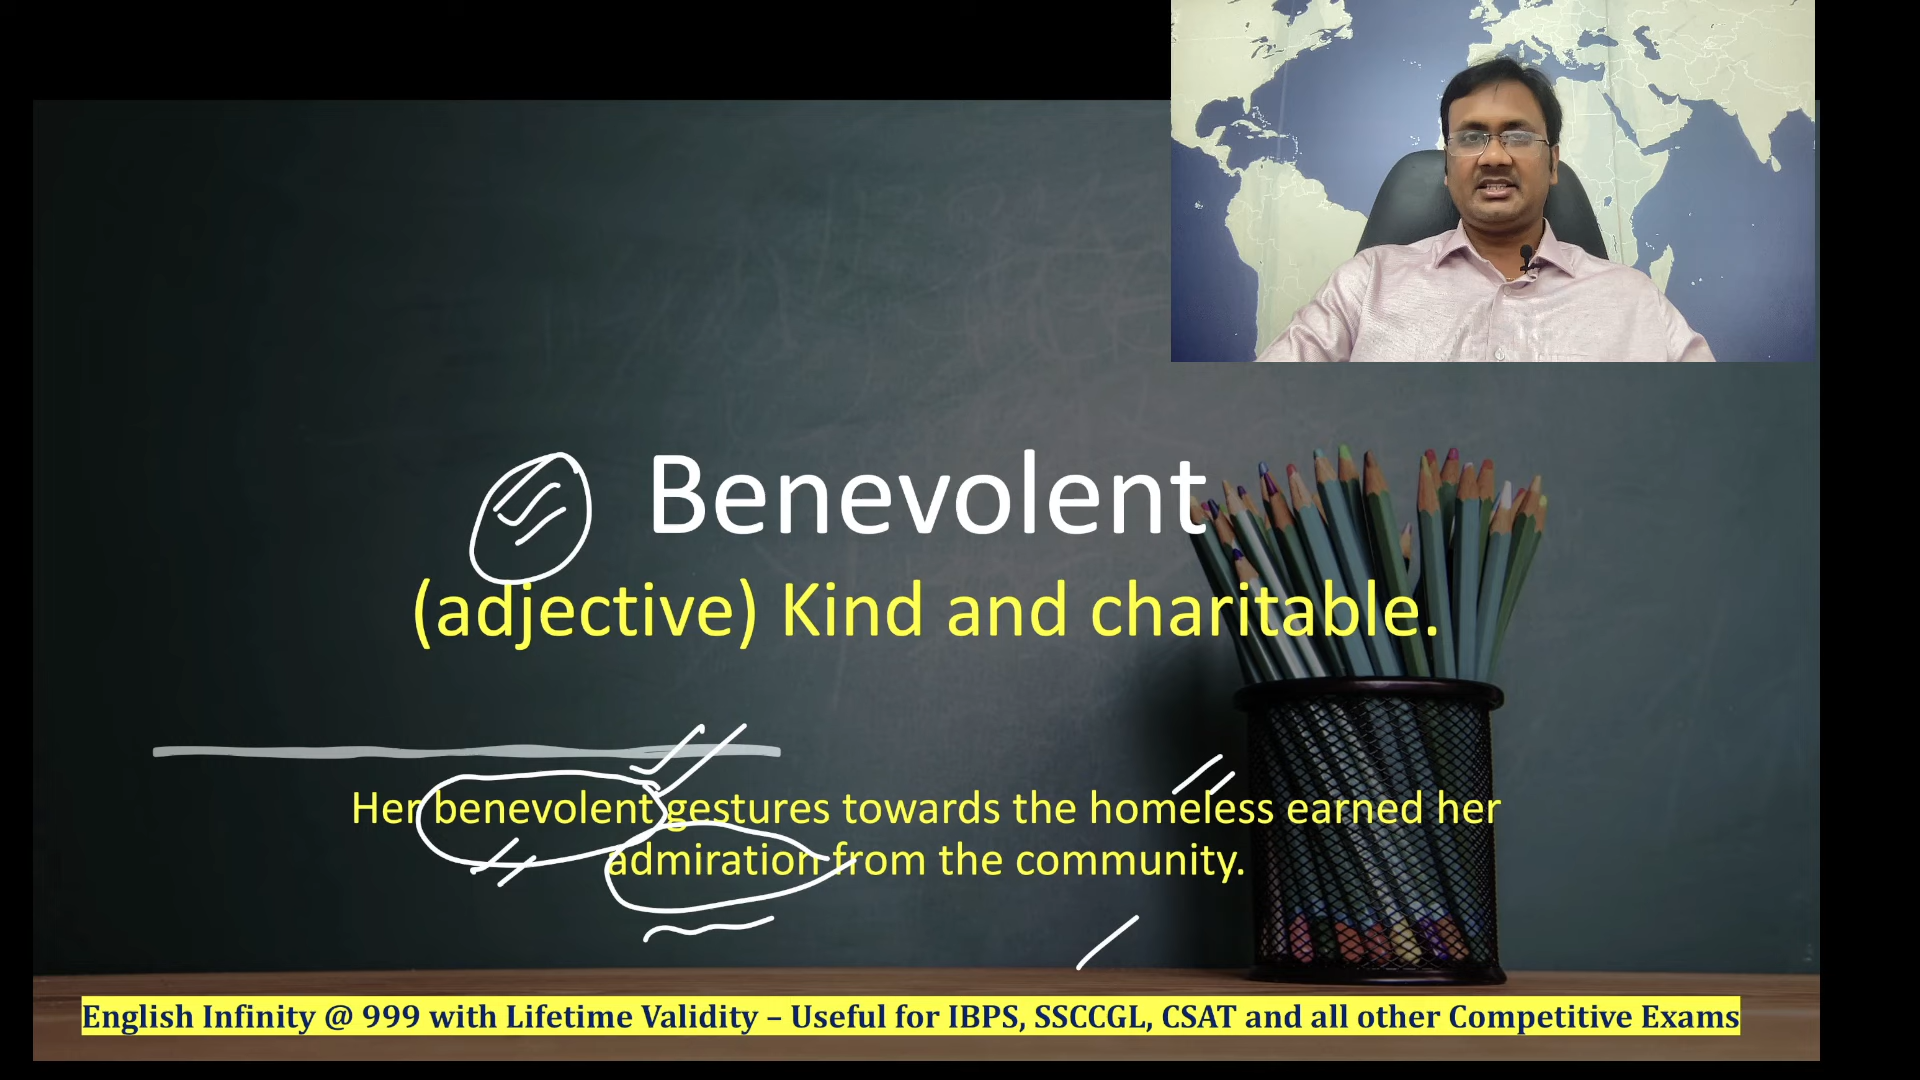 Benevolent
(adjective) Kind and charitable.
Her benevolent gestures towards the homeless earned her
admiration from the community.
English Infinity @ 999 with Lifetime Validity – Useful for IBPS, SSCCGL, CSAT and all other Competitive Exams